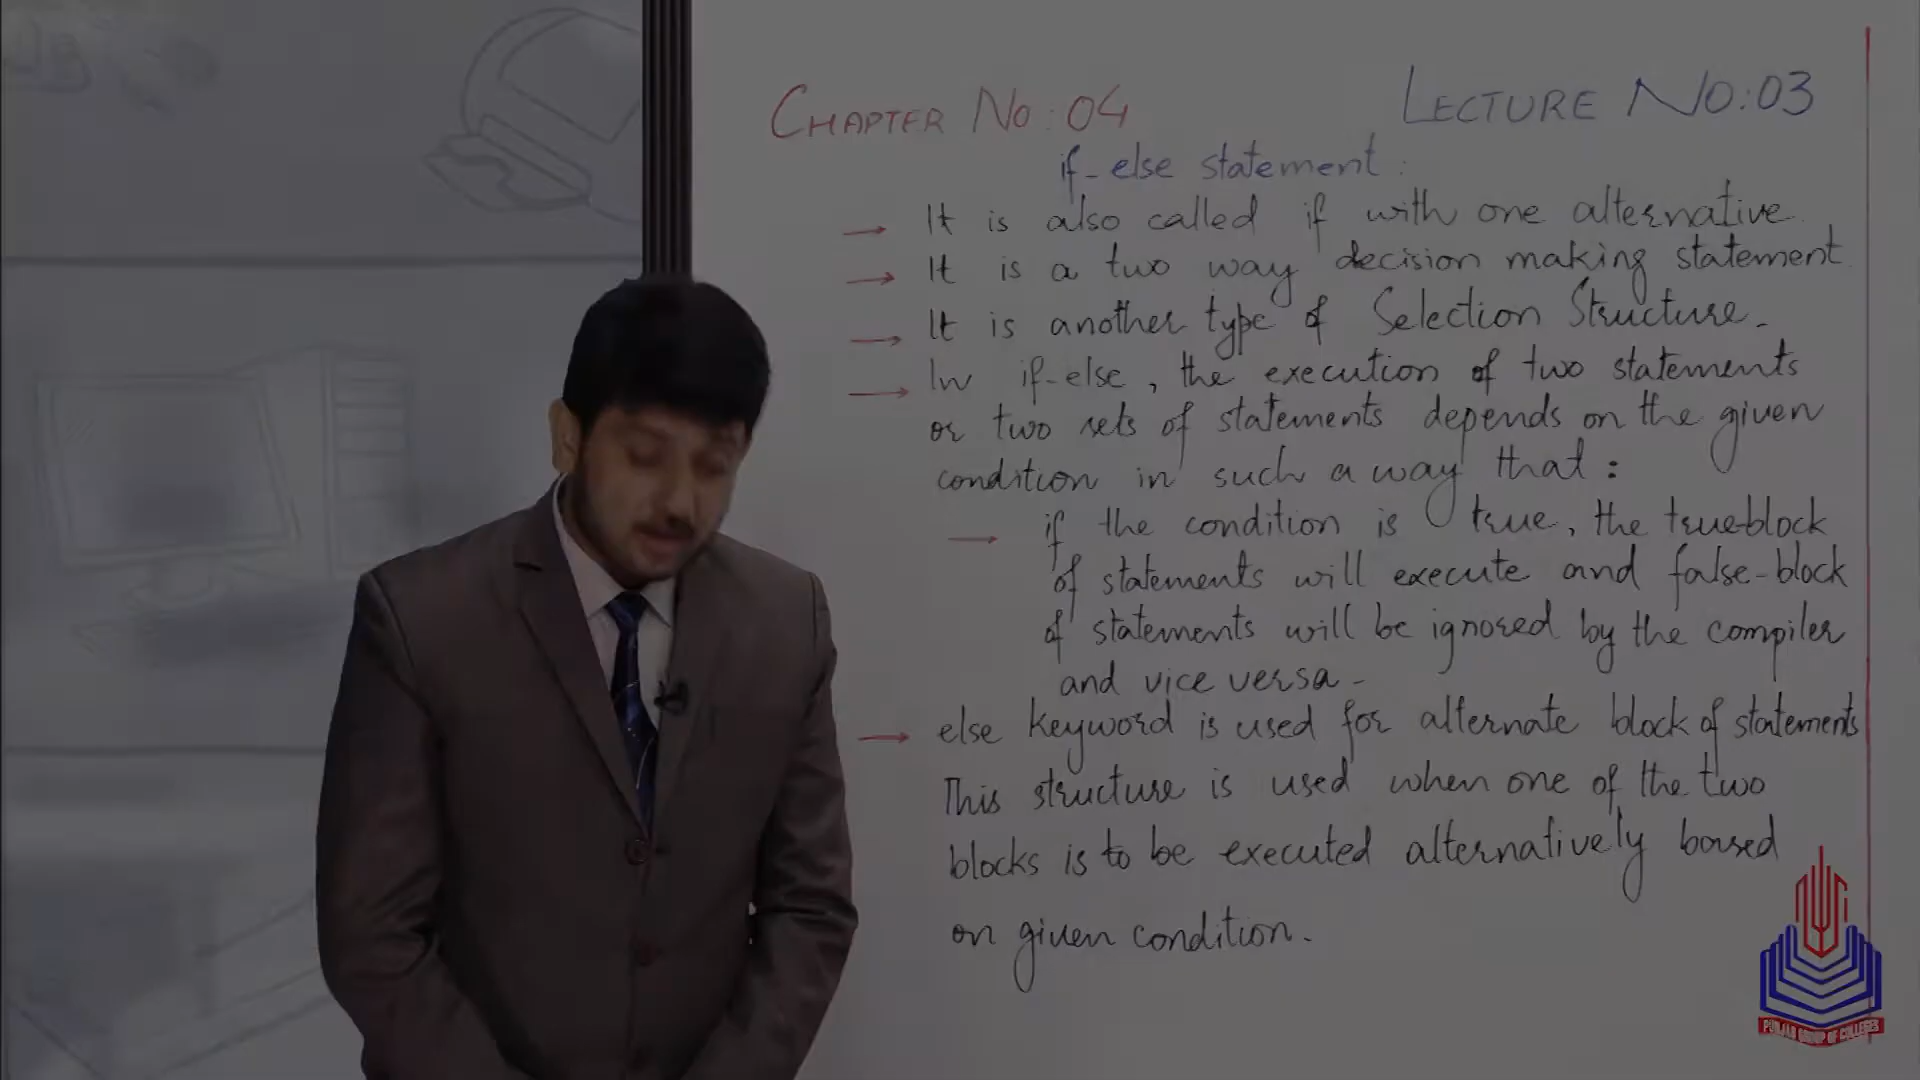 CHAPTER No: 04
LECTURE No:03
if-else statement:
→ It is also called if with one alternative.
→ It is a two way decision making statement
→ It is another type of Selection Structure.
→ In if-else, the execution of two statements
or two sets of statements depends on the given
condition in such a way that:
→ if the condition is true, the true block
of statements will execute and false-block
of statements will be ignored by the compiler
and vice versa.
→ else keyword is used for alternate block of statements
This structure is used when one of the two
blocks is to be executed alternatively based
on given condition.
PUNJAB GROUP OF COLLEGES